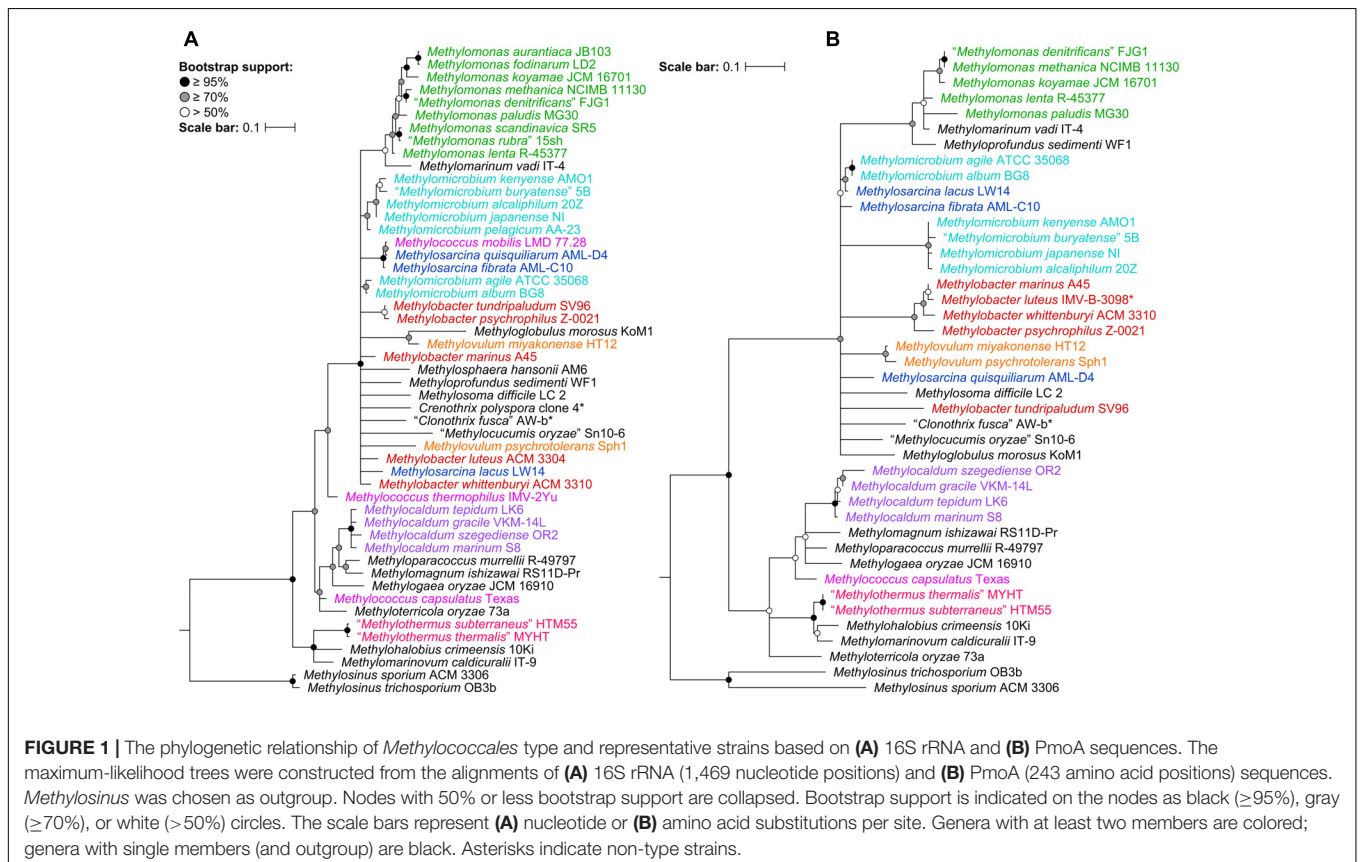 A
Bootstrap support:
≥ 95%
≥ 70%
> 50%
Scale bar: 0.1
Methylomonas aurantiaca JB103
Methylomonas fodinarum LD2
Methylomonas koyamae JCM 16701
Methylomonas methanica NCIMB 11130
"Methylomonas denitrificans" FJG1
Methylomonas paludis MG30
Methylomonas scandinavica SR5
"Methylomonas rubra" 15sh
Methylomonas lenta R-45377
Methylomarinum vadi IT-4
Methylomicrobium kenyense AMO1
"Methylomicrobium buryatense" 5B
Methylomicrobium alcaliphilum 20Z
Methylomicrobium japanense NI
Methylomicrobium pelagicum AA-23
Methylococcus mobilis LMD 77.28
Methylosarcina quisquiliarum AML-D4
Methylosarcina fibrata AML-C10
Methylomicrobium agile ATCC 35068
Methylomicrobium album BG8
Methylobacter tundripaludum SV96
Methylobacter psychrophilus Z-0021
Methyloglobulus morosus KoM1
Methylovulum miyakonense HT12
Methylobacter marinus A45
Methylosphaera hansonii AM6
Methyloprofundus sedimenti WF1
Methylosoma difficile LC 2
Crenothrix polyspora clone 4*
"Clonothrix fusca" AW-b*
"Methylocucumis oryzae" Sn10-6
Methylovulum psychrotolerans Sph1
Methylobacter luteus ACM 3304
Methylosarcina lacus LW14
Methylobacter whittenburyi ACM 3310
Methylococcus thermophilus IMV-2Yu
Methylocaldum tepidum LK6
Methylocaldum gracile VKM-14L
Methylocaldum szegediense OR2
Methylocaldum marinum S8
Methyloparacoccus murrellii R-49797
Methylomagnum ishizawai RS11D-Pr
Methylogaea oryzae JCM 16910
Methylococcus capsulatus Texas
Methyloterricola oryzae 73a
"Methylothermus subterraneus" HTM55
"Methylothermus thermalis" MYHT
Methylohalobius crimeensis 10Ki
Methylomarinovum caldicuralii IT-9
Methylosinus sporium ACM 3306
Methylosinus trichosporium OB3b
B
Scale bar: 0.1
"Methylomonas denitrificans" FJG1
Methylomonas methanica NCIMB 11130
Methylomonas koyamae JCM 16701
Methylomonas lenta R-45377
Methylomonas paludis MG30
Methylomarinum vadi IT-4
Methyloprofundus sedimenti WF1
Methylomicrobium agile ATCC 35068
Methylomicrobium album BG8
Methylosarcina lacus LW14
Methylosarcina fibrata AML-C10
Methylomicrobium kenyense AMO1
"Methylomicrobium buryatense" 5B
Methylomicrobium japanense NI
Methylomicrobium alcaliphilum 20Z
Methylobacter marinus A45
Methylobacter luteus IMV-B-3098*
Methylobacter whittenburyi ACM 3310
Methylobacter psychrophilus Z-0021
Methylovulum miyakonense HT12
Methylovulum psychrotolerans Sph1
Methylosarcina quisquiliarum AML-D4
Methylosoma difficile LC 2
Methylobacter tundripaludum SV96
"Clonothrix fusca" AW-b*
"Methylocucumis oryzae" Sn10-6
Methyloglobulus morosus KoM1
Methylocaldum szegediense OR2
Methylocaldum gracile VKM-14L
Methylocaldum tepidum LK6
Methylocaldum marinum S8
Methylomagnum ishizawai RS11D-Pr
Methyloparacoccus murrellii R-49797
Methylogaea oryzae JCM 16910
Methylococcus capsulatus Texas
"Methylothermus thermalis" MYHT
"Methylothermus subterraneus" HTM55
Methylohalobius crimeensis 10Ki
Methylomarinovum caldicuralii IT-9
Methyloterricola oryzae 73a
Methylosinus trichosporium OB3b
Methylosinus sporium ACM 3306
FIGURE 1 | The phylogenetic relationship of Methylococcales type and representative strains based on (A) 16S rRNA and (B) PmoA sequences. The
maximum-likelihood trees were constructed from the alignments of (A) 16S rRNA (1,469 nucleotide positions) and (B) PmoA (243 amino acid positions) sequences.
Methylosinus was chosen as outgroup. Nodes with 50% or less bootstrap support are collapsed. Bootstrap support is indicated on the nodes as black (≥95%), gray
(≥70%), or white (>50%) circles. The scale bars represent (A) nucleotide or (B) amino acid substitutions per site. Genera with at least two members are colored;
genera with single members (and outgroup) are black. Asterisks indicate non-type strains.